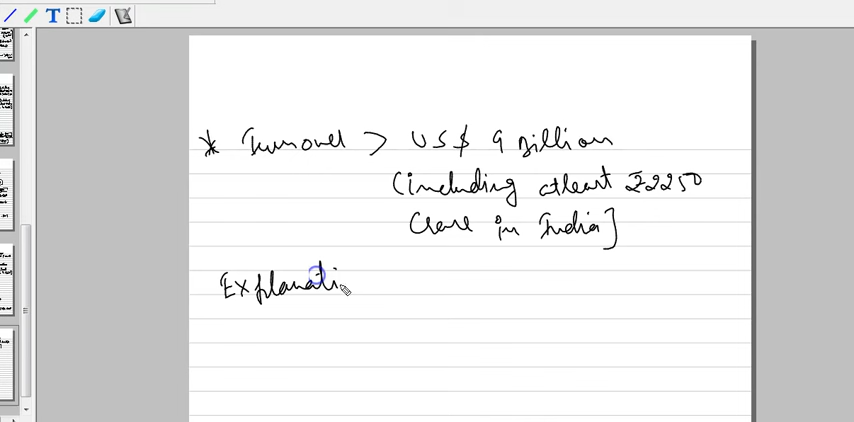 * Turnover > US$ 9 Billion
(including atleast ₹2250
Crore in India]
Explanati